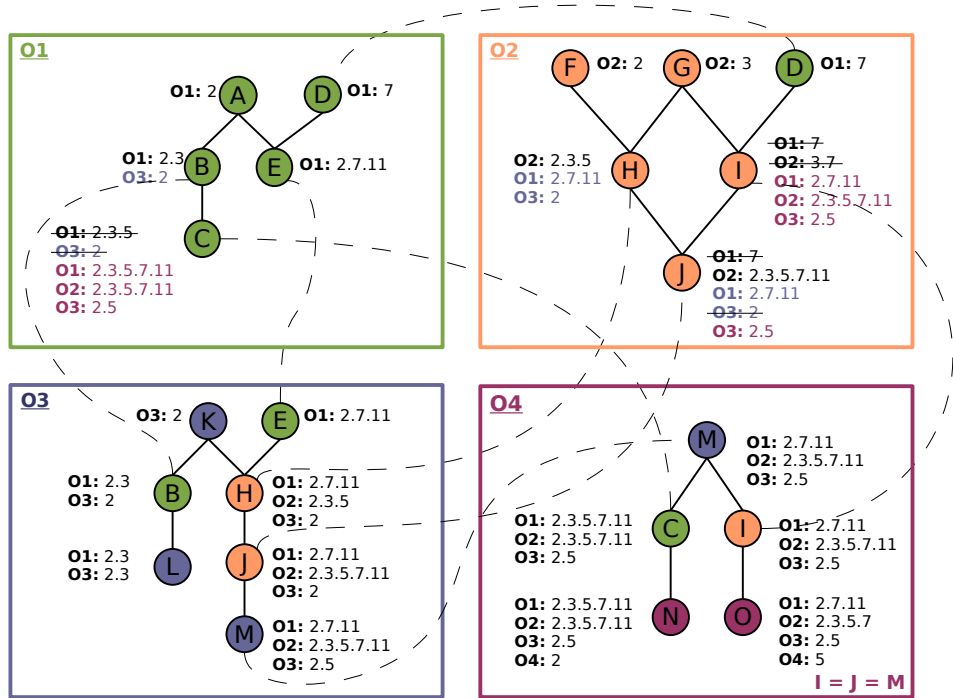 O1
A
O1: 2
D
O1: 7
O1: 2.3
O3: 2
B
E
O1: 2.7.11
C
O1: 2.3.5
O3: 2
O1: 2.3.5.7.11
O2: 2.3.5.7.11
O3: 2.5
O2
F
O2: 2
G
O2: 3
D
O1: 7
O2: 2.3.5
O1: 2.7.11
O3: 2
H
I
O1: 7
O2: 3.7
O1: 2.7.11
O2: 2.3.5.7.11
O3: 2.5
J
O1: 7
O2: 2.3.5.7.11
O1: 2.7.11
O3: 2
O3: 2.5
O3
O3: 2
K
E
O1: 2.7.11
O1: 2.3
O3: 2
B
H
O1: 2.7.11
O2: 2.3.5
O3: 2
O1: 2.3
O3: 2.3
L
J
O1: 2.7.11
O2: 2.3.5.7.11
O3: 2
M
O1: 2.7.11
O2: 2.3.5.7.11
O3: 2.5
O4
M
O1: 2.7.11
O2: 2.3.5.7.11
O3: 2.5
O1: 2.3.5.7.11
O2: 2.3.5.7.11
O3: 2.5
C
I
O1: 2.7.11
O2: 2.3.5.7.11
O3: 2.5
O1: 2.3.5.7.11
O2: 2.3.5.7.11
O3: 2.5
O4: 2
N
O
O1: 2.7.11
O2: 2.3.5.7
O3: 2.5
O4: 5
I = J = M